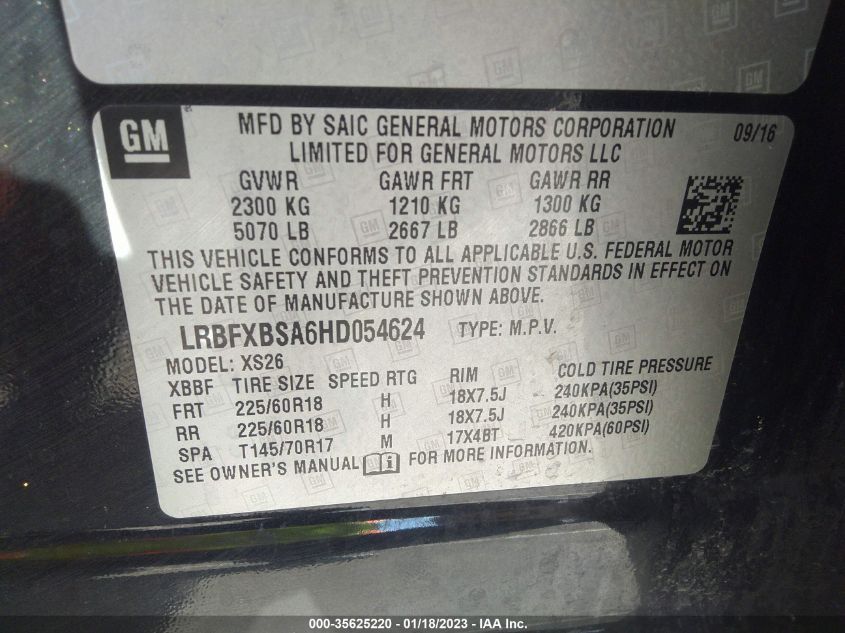 GM
MFD BY SAIC GENERAL MOTORS CORPORATION 09/16
LIMITED FOR GENERAL MOTORS LLC
GVWR GAWR FRT GAWR RR
2300 KG 1210 KG 1300 KG
5070 LB 2667 LB 2866 LB
THIS VEHICLE CONFORMS TO ALL APPLICABLE U.S. FEDERAL MOTOR
VEHICLE SAFETY AND THEFT PREVENTION STANDARDS IN EFFECT ON
THE DATE OF MANUFACTURE SHOWN ABOVE.
LRBFXBSA6HD054624 TYPE: M.P.V.
MODEL: XS26
XBBF TIRE SIZE SPEED RTG RIM COLD TIRE PRESSURE
FRT 225/60R18 H 18X7.5J 240KPA(35PSI)
RR 225/60R18 H 18X7.5J 240KPA(35PSI)
SPA T145/70R17 M 17X4BT 420KPA(60PSI)
SEE OWNER'S MANUAL FOR MORE INFORMATION.
000-35625220 - 01/18/2023 - IAA Inc.